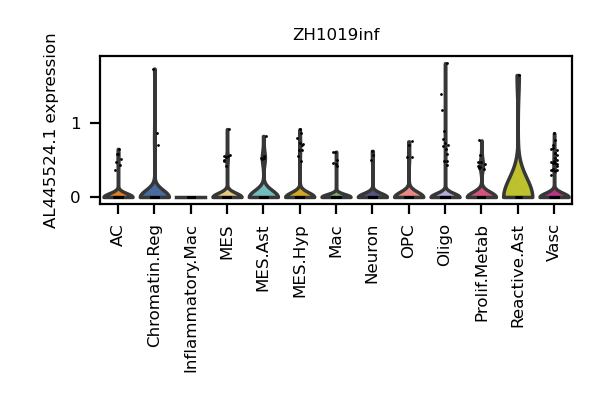 ZH1019inf
AL445524.1 expression
1
0
AC
Chromatin.Reg
Inflammatory.Mac
MES
MES.Ast
MES.Hyp
Mac
Neuron
OPC
Oligo
Prolif.Metab
Reactive.Ast
Vasc